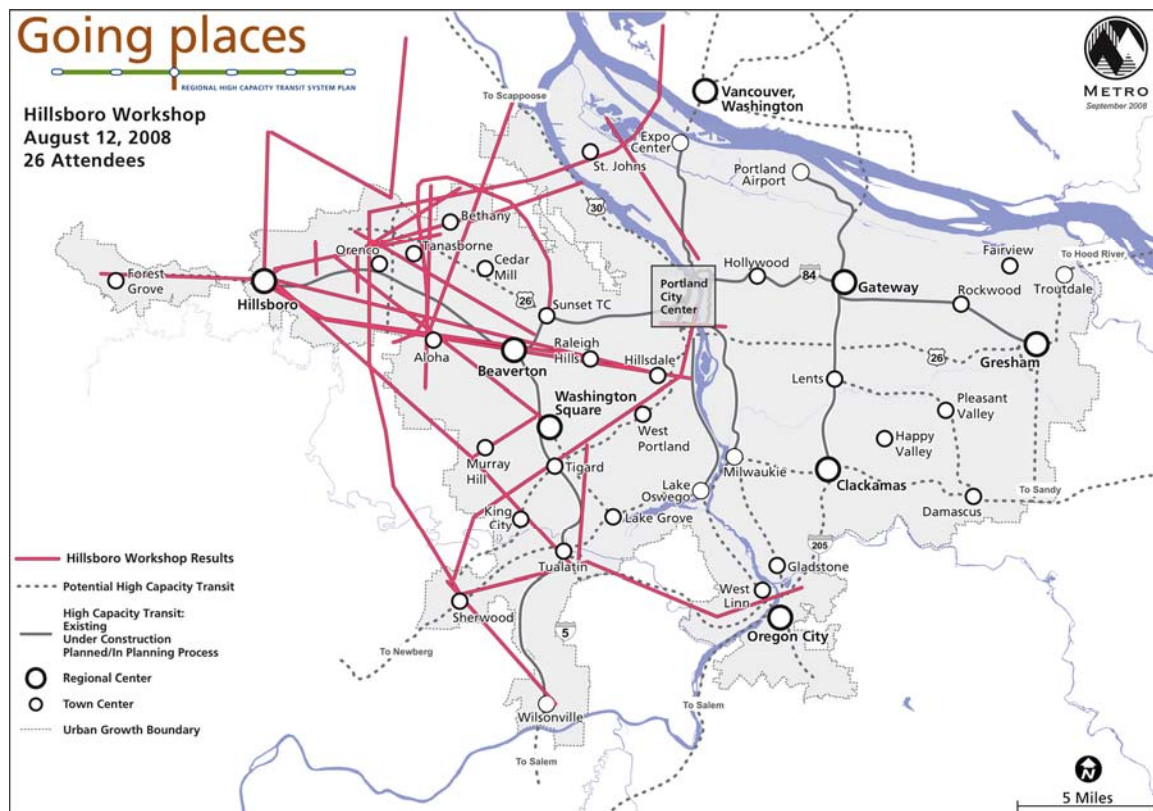 Going places
REGIONAL HIGH CAPACITY TRANSIT SYSTEM PLAN
Hillsboro Workshop
August 12, 2008
26 Attendees
METRO
September 2008
To Scappoose
Vancouver,
Washington
Expo
Center
St. Johns
Portland
Airport
30
Bethany
Orenco
Tanasborne
Cedar
Mill
Fairview
To Hood River
Forest
Grove
Hillsboro
26
Sunset TC
Portland
City
Center
Hollywood
84
Gateway
Rockwood
Troutdale
Aloha
Beaverton
Raleigh
Hills
Hillsdale
26
Gresham
Washington
Square
Lents
Pleasant
Valley
West
Portland
Happy
Valley
Murray
Hill
Tigard
Milwaukie
Clackamas
Lake
Oswego
To Sandy
King
City
Lake Grove
Damascus
205
Tualatin
Gladstone
West
Linn
Sherwood
Oregon City
5
To Newberg
Wilsonville
To Salem
To Salem
Hillsboro Workshop Results
Potential High Capacity Transit
High Capacity Transit:
Existing
Under Construction
Planned/In Planning Process
Regional Center
Town Center
Urban Growth Boundary
N
5 Miles